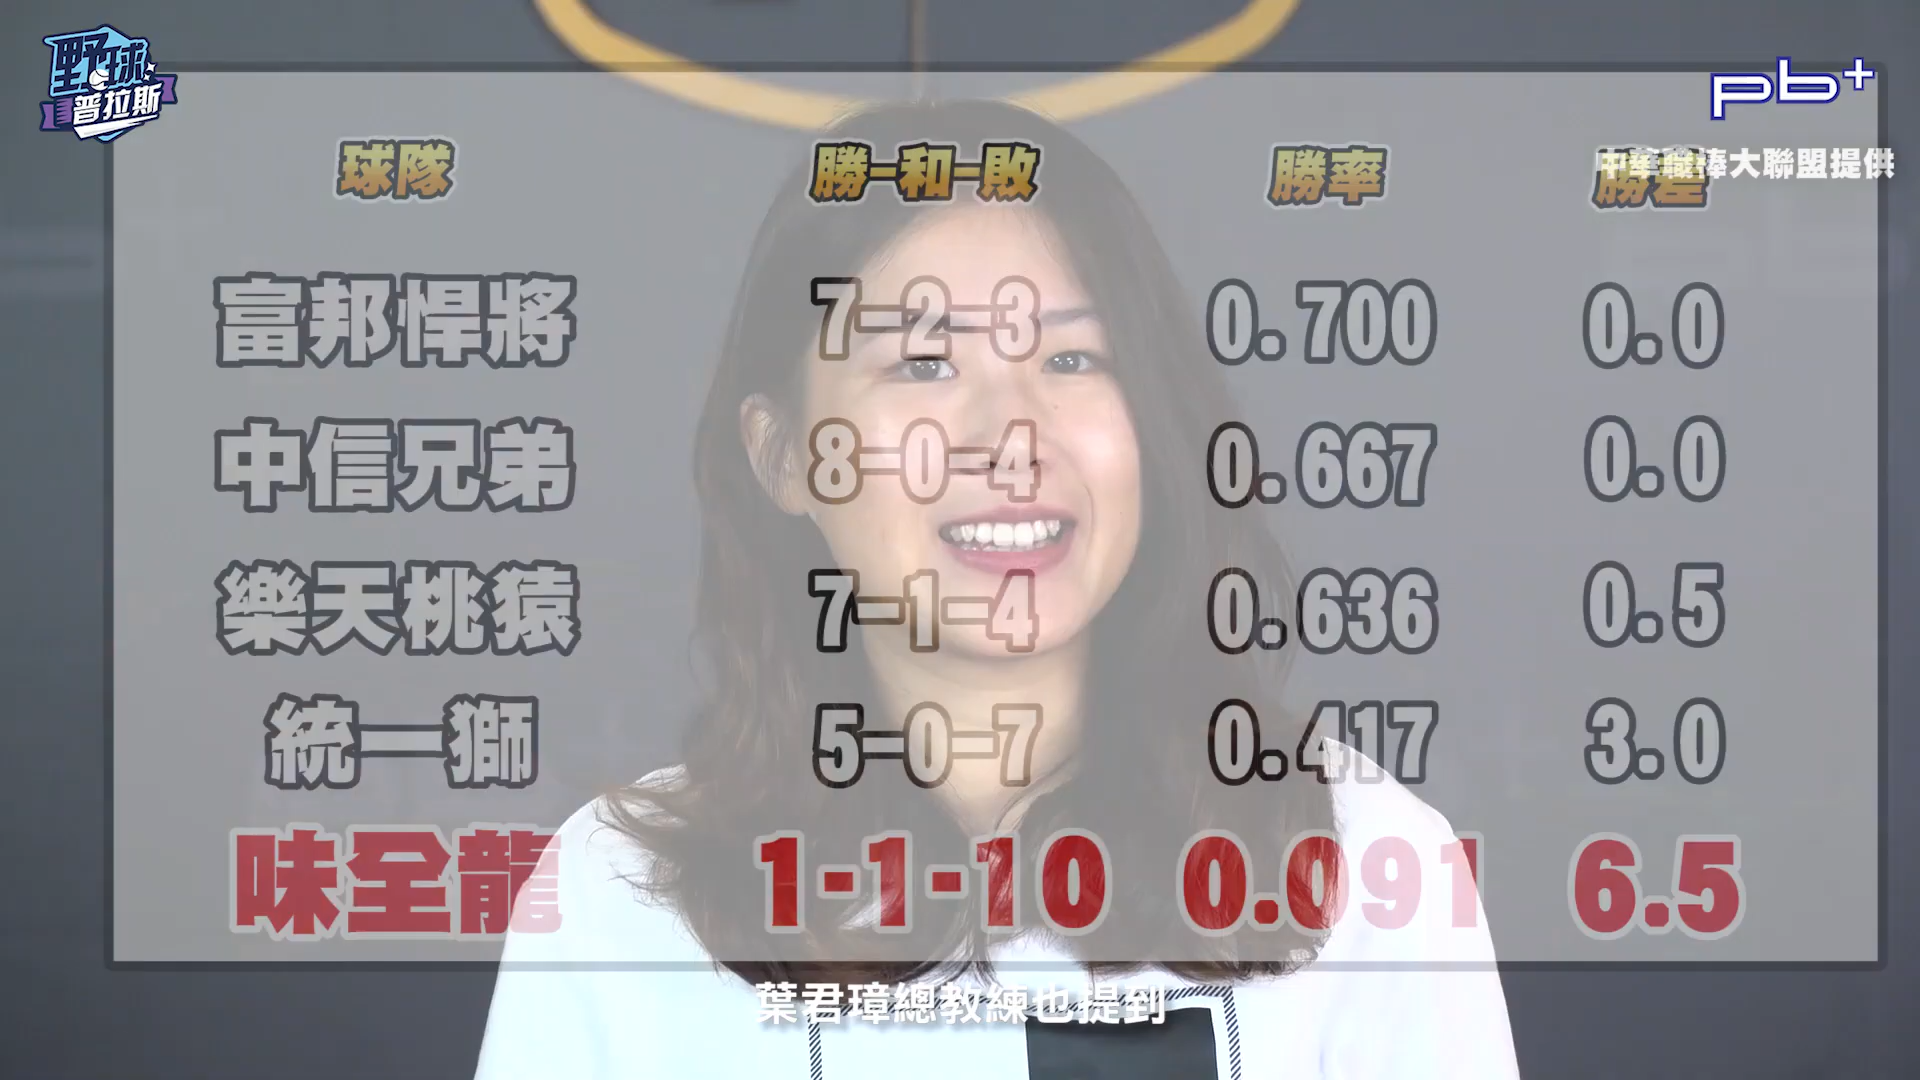 野球
普拉斯
pb+
中華職棒大聯盟提供
球隊 勝-和-敗 勝率 勝差
富邦悍將 7-2-3 0.700 0.0
中信兄弟 8-0-4 0.667 0.0
樂天桃猿 7-1-4 0.636 0.5
統一獅 5-0-7 0.417 3.0
味全龍 1-1-10 0.091 6.5
葉君璋總教練也提到